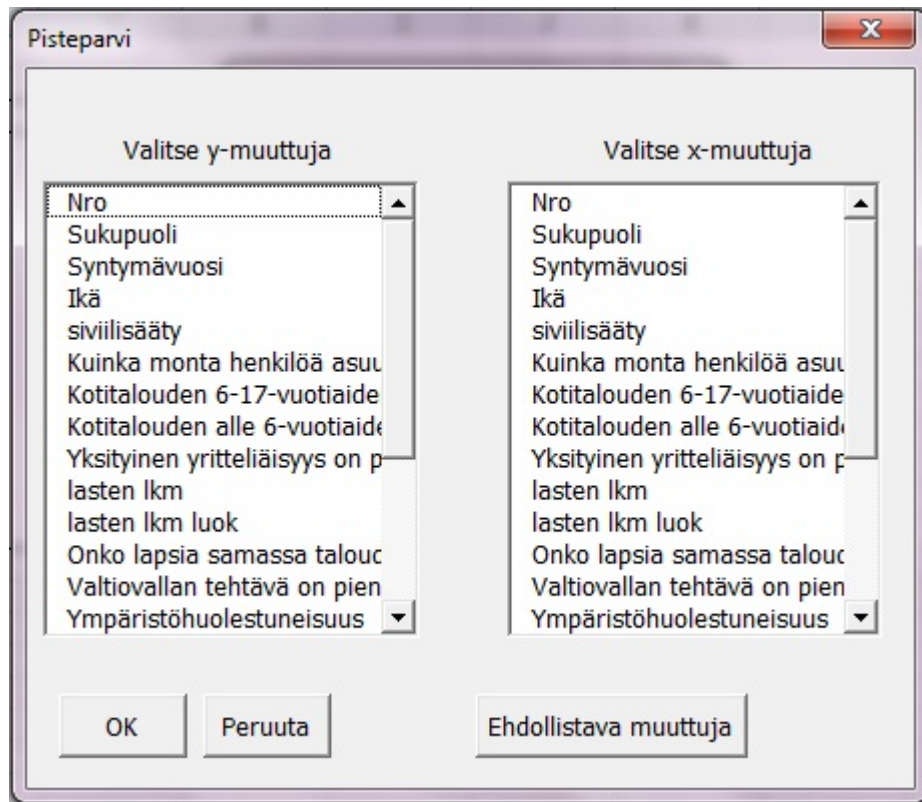 Pisteparvi
Valitse y-muuttuja
Nro
Sukupuoli
Syntymävuosi
Ikä
siviilisääty
Kuinka monta henkilöä asuu
Kotitalouden 6-17-vuotiaide
Kotitalouden alle 6-vuotiaide
Yksityinen yritteliäisyys on p
lasten lkm
lasten lkm luok
Onko lapsia samassa talouc
Valtiovallan tehtävä on pien
Ympäristöhuolestuneisuus
Valitse x-muuttuja
Nro
Sukupuoli
Syntymävuosi
Ikä
siviilisääty
Kuinka monta henkilöä asuu
Kotitalouden 6-17-vuotiaide
Kotitalouden alle 6-vuotiaide
Yksityinen yritteliäisyys on p
lasten lkm
lasten lkm luok
Onko lapsia samassa talouc
Valtiovallan tehtävä on pien
Ympäristöhuolestuneisuus
OK
Peruuta
Ehdollistava muuttuja